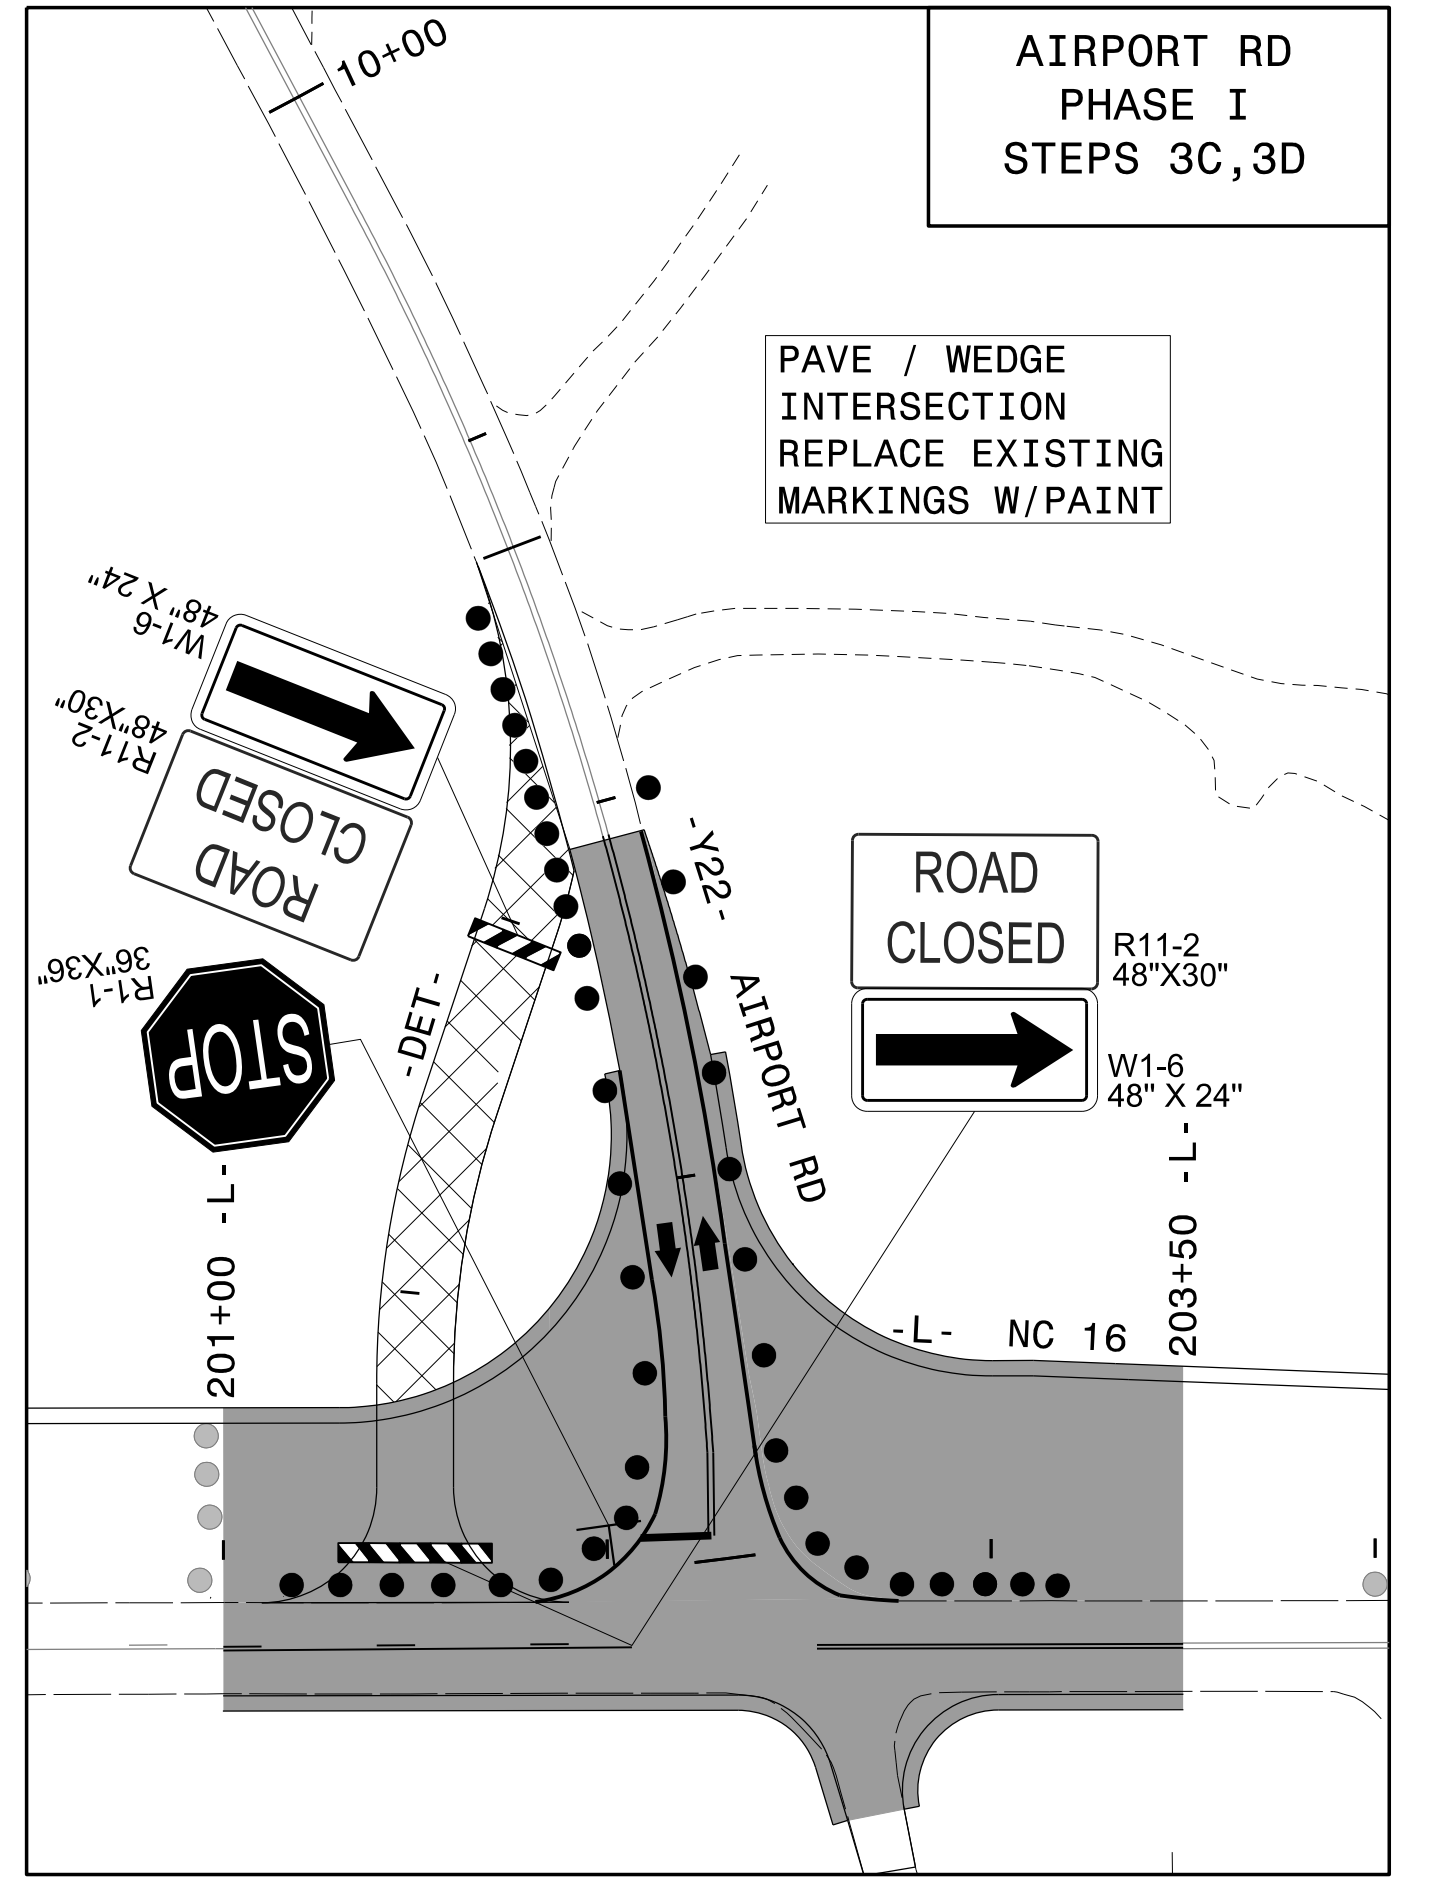 AIRPORT RD
PHASE I
STEPS 3C,3D
10+00
PAVE / WEDGE
INTERSECTION
REPLACE EXISTING
MARKINGS W/PAINT
W1-6
48" X 24"
R11-2
48"X30"
ROAD
CLOSED
R1-1
36"X36"
STOP
-DET-
-Y22-
AIRPORT RD
ROAD
CLOSED
R11-2
48"X30"
W1-6
48" X 24"
201+00 -L-
-L- NC 16
203+50 -L-